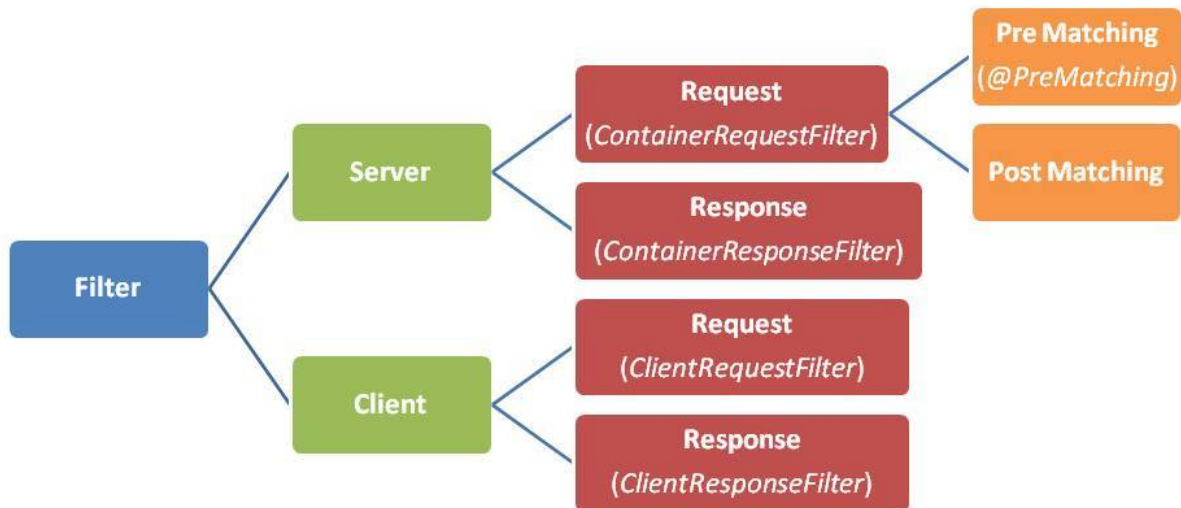 Filter
Server
Client
Request
(ContainerRequestFilter)
Response
(ContainerResponseFilter)
Request
(ClientRequestFilter)
Response
(ClientResponseFilter)
Pre Matching
(@PreMatching)
Post Matching